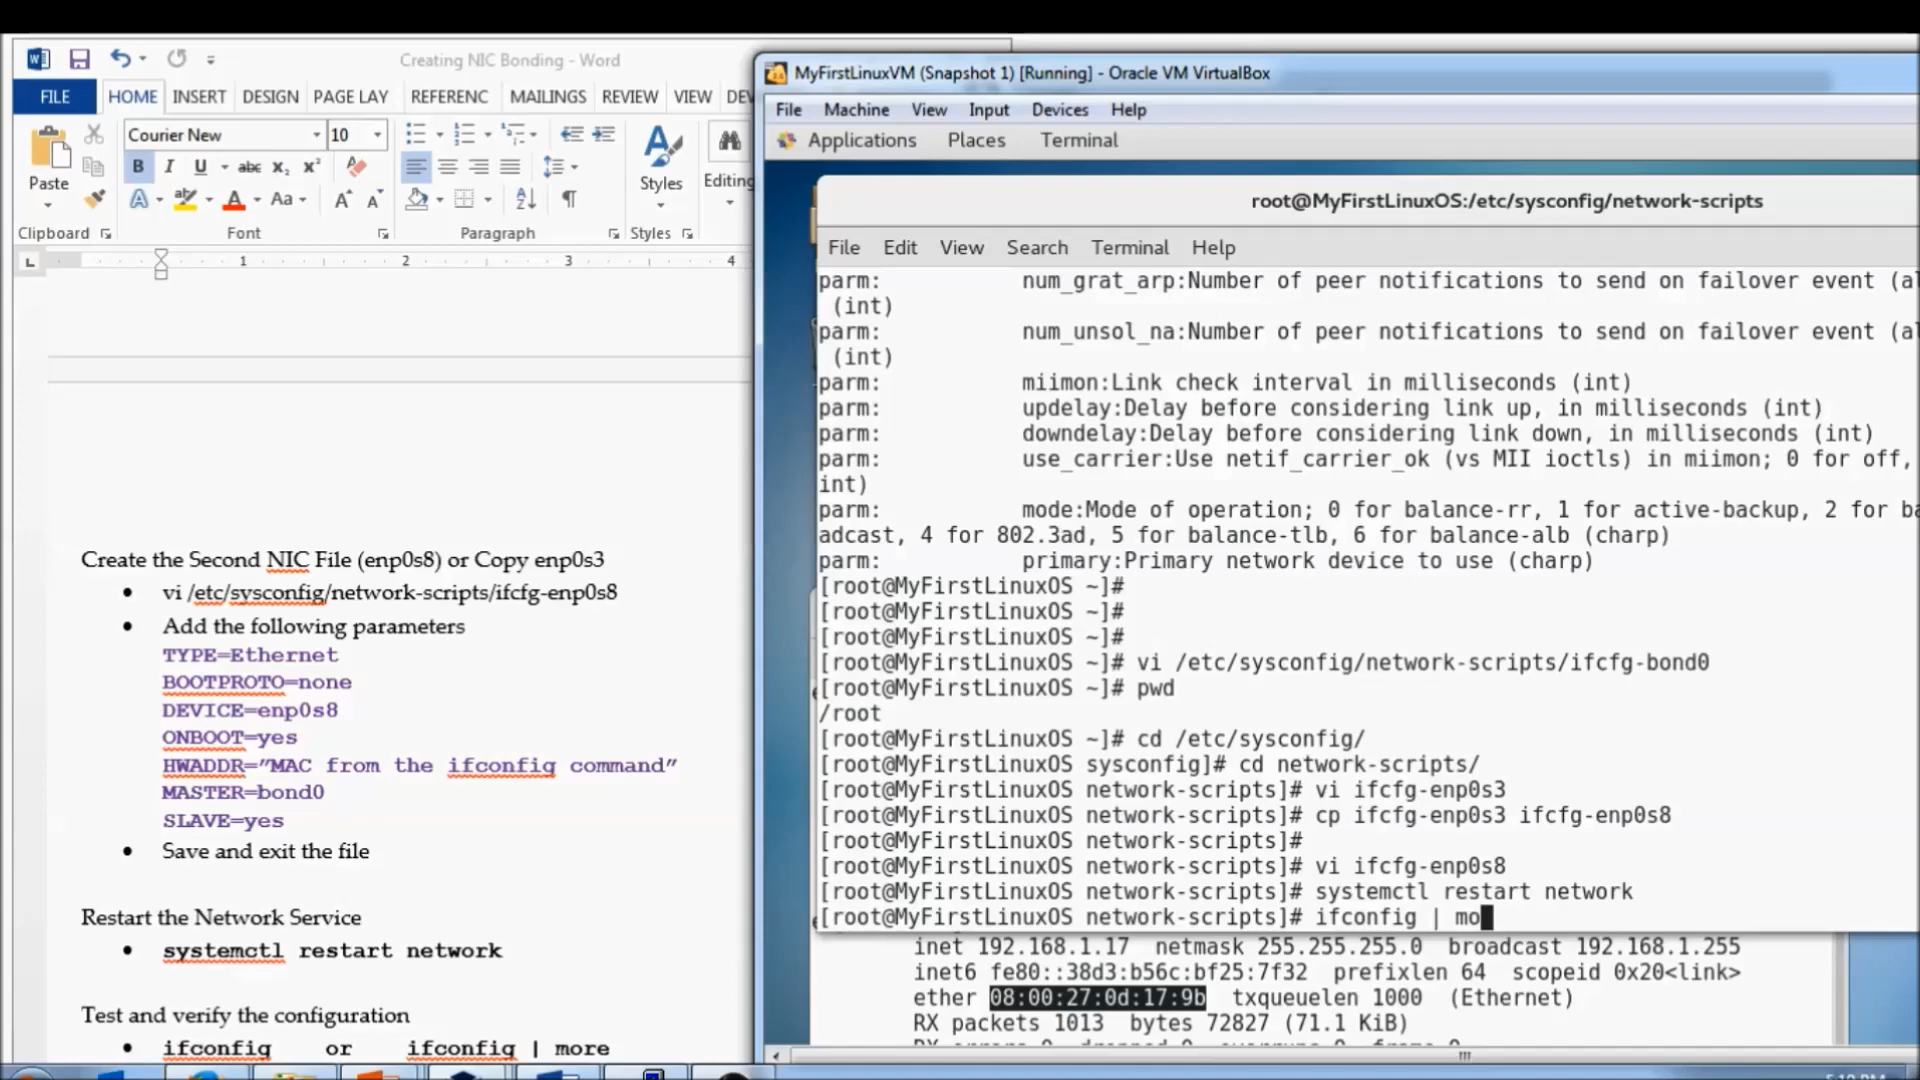 Creating NIC Bonding - Word
FILE
HOME
INSERT
DESIGN
PAGE LAY
REFERENC
MAILINGS
REVIEW
VIEW
DEV
Courier New
10
Paste
B I U abc x₂ x²
A ab A Aa A A
Styles
Editing
Clipboard
Font
Paragraph
Styles
L
1 2 3 4
Create the Second NIC File (enp0s8) or Copy enp0s3
• vi /etc/sysconfig/network-scripts/ifcfg-enp0s8
• Add the following parameters
TYPE=Ethernet
BOOTPROTO=none
DEVICE=enp0s8
ONBOOT=yes
HWADDR=”MAC from the ifconfig command”
MASTER=bond0
SLAVE=yes
• Save and exit the file
Restart the Network Service
• systemctl restart network
Test and verify the configuration
• ifconfig or ifconfig | more
MyFirstLinuxVM (Snapshot 1) [Running] - Oracle VM VirtualBox
File Machine View Input Devices Help
Applications Places Terminal
root@MyFirstLinuxOS:/etc/sysconfig/network-scripts
File Edit View Search Terminal Help
parm: num_grat_arp:Number of peer notifications to send on failover event (al
(int)
parm: num_unsol_na:Number of peer notifications to send on failover event (al
(int)
parm: miimon:Link check interval in milliseconds (int)
parm: updelay:Delay before considering link up, in milliseconds (int)
parm: downdelay:Delay before considering link down, in milliseconds (int)
parm: use_carrier:Use netif_carrier_ok (vs MII ioctls) in miimon; 0 for off,
int)
parm: mode:Mode of operation; 0 for balance-rr, 1 for active-backup, 2 for ba
adcast, 4 for 802.3ad, 5 for balance-tlb, 6 for balance-alb (charp)
parm: primary:Primary network device to use (charp)
[root@MyFirstLinuxOS ~]#
[root@MyFirstLinuxOS ~]#
[root@MyFirstLinuxOS ~]#
[root@MyFirstLinuxOS ~]# vi /etc/sysconfig/network-scripts/ifcfg-bond0
[root@MyFirstLinuxOS ~]# pwd
/root
[root@MyFirstLinuxOS ~]# cd /etc/sysconfig/
[root@MyFirstLinuxOS sysconfig]# cd network-scripts/
[root@MyFirstLinuxOS network-scripts]# vi ifcfg-enp0s3
[root@MyFirstLinuxOS network-scripts]# cp ifcfg-enp0s3 ifcfg-enp0s8
[root@MyFirstLinuxOS network-scripts]#
[root@MyFirstLinuxOS network-scripts]# vi ifcfg-enp0s8
[root@MyFirstLinuxOS network-scripts]# systemctl restart network
[root@MyFirstLinuxOS network-scripts]# ifconfig | mo
inet 192.168.1.17 netmask 255.255.255.0 broadcast 192.168.1.255
inet6 fe80::38d3:b56c:bf25:7f32 prefixlen 64 scopeid 0x20<link>
ether 08:00:27:0d:17:9b txqueuelen 1000 (Ethernet)
RX packets 1013 bytes 72827 (71.1 KiB)